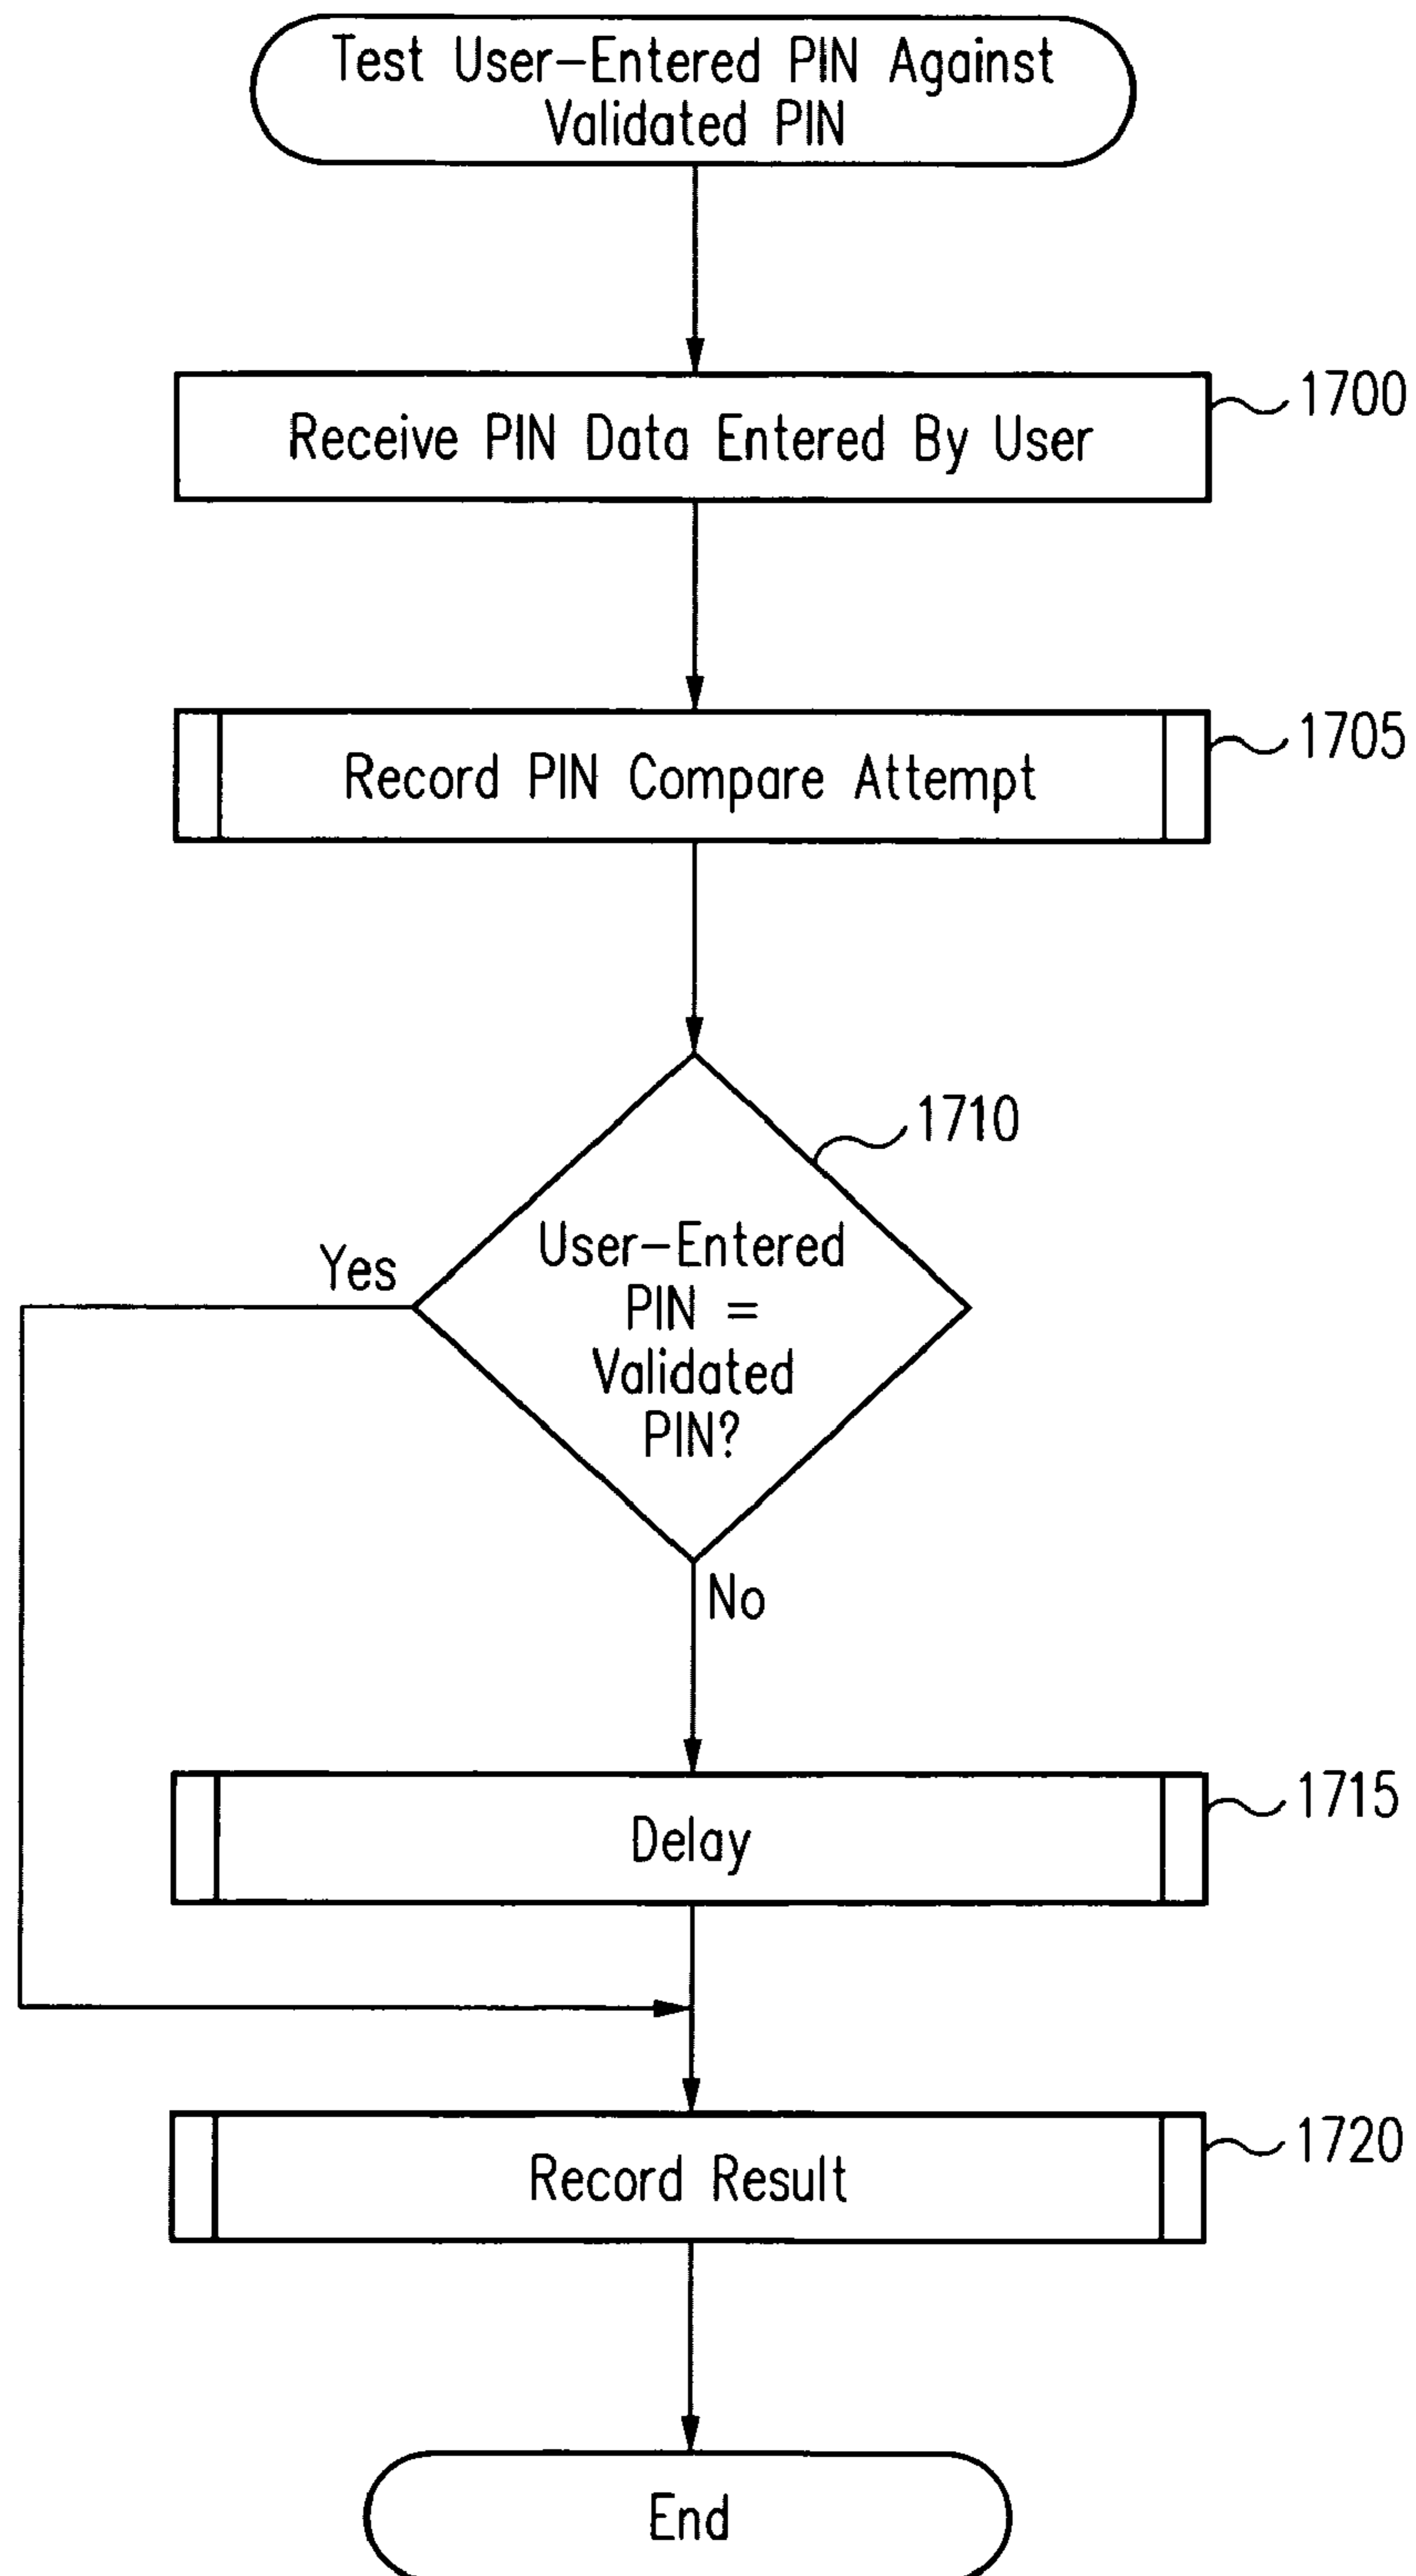 Test User-Entered PIN Against
Validated PIN
Receive PIN Data Entered By User
1700
Record PIN Compare Attempt
1705
1710
User-Entered
PIN =
Validated
PIN?
Yes
No
Delay
1715
Record Result
1720
End